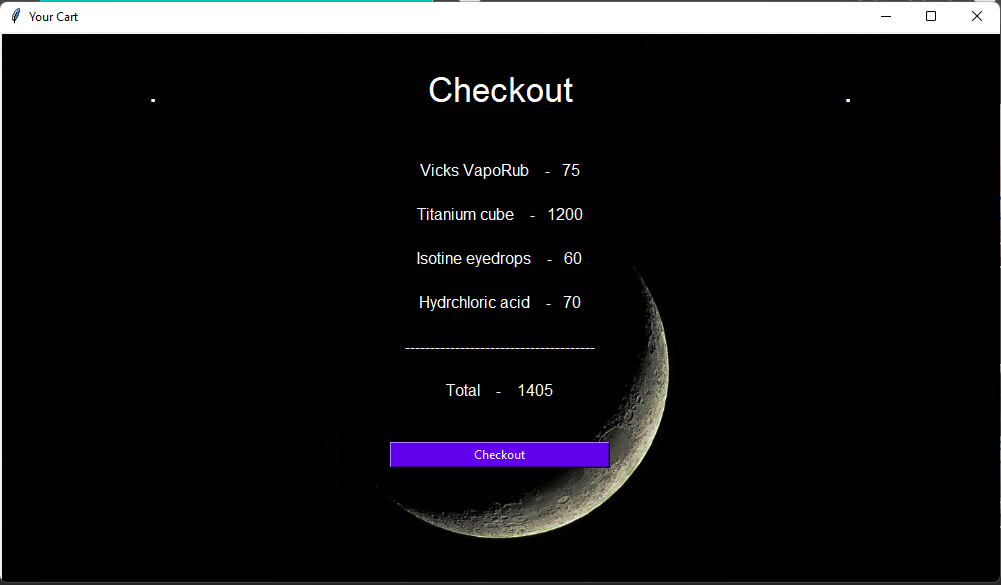 Your Cart
. Checkout .
Vicks VapoRub - 75
Titanium cube - 1200
Isotine eyedrops - 60
Hydrchloric acid - 70
--------------------------------------
Total - 1405
Checkout